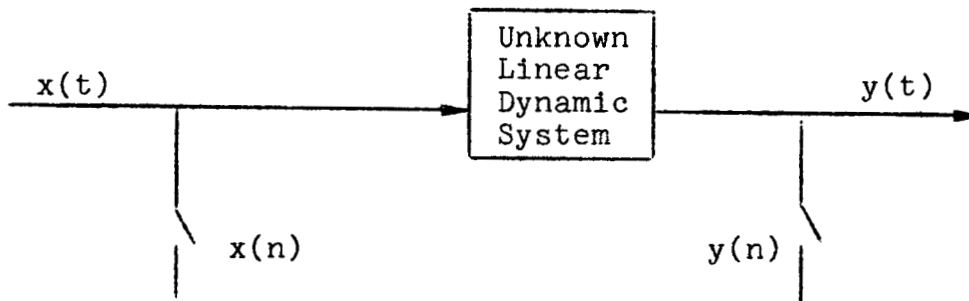 x(t)
Unknown
Linear
Dynamic
System
y(t)
x(n)
y(n)